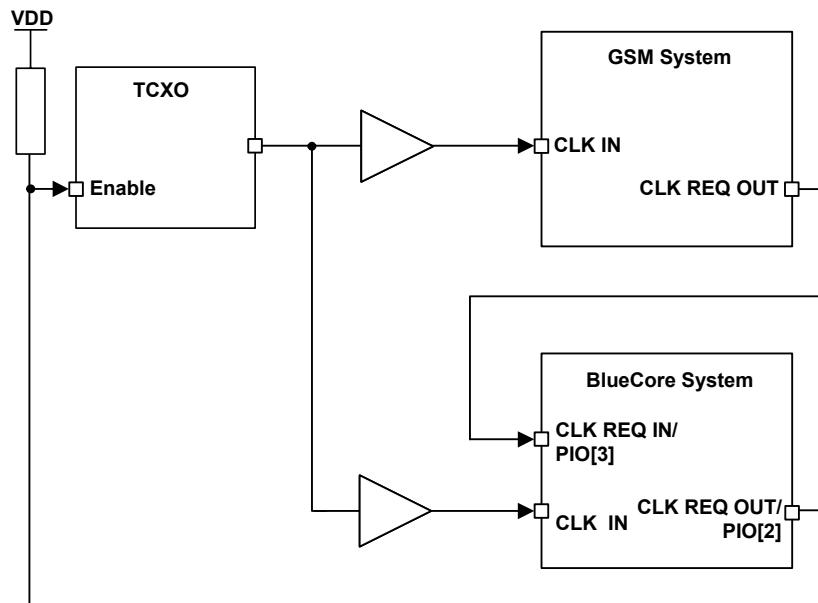 VDD
TCXO
Enable
GSM System
CLK IN
CLK REQ OUT
BlueCore System
CLK REQ IN/
PIO[3]
CLK IN
CLK REQ OUT/
PIO[2]